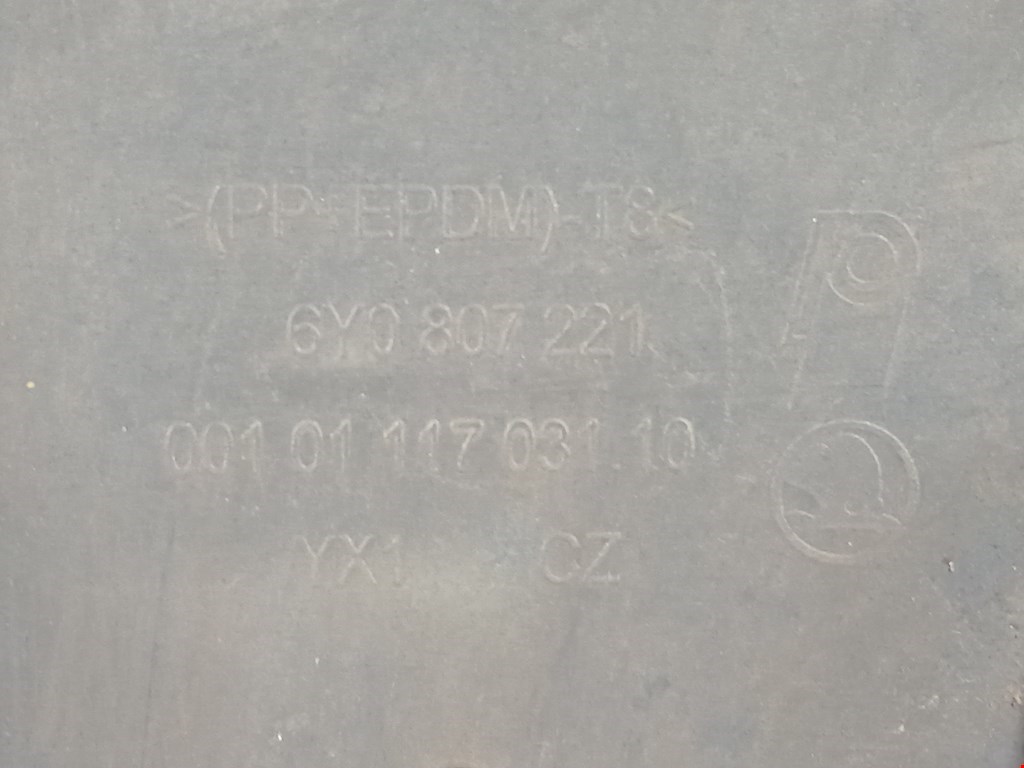 >(PP+EPDM)-T8<
6Y0 807 221
001 01 117 031.10
YX1 CZ